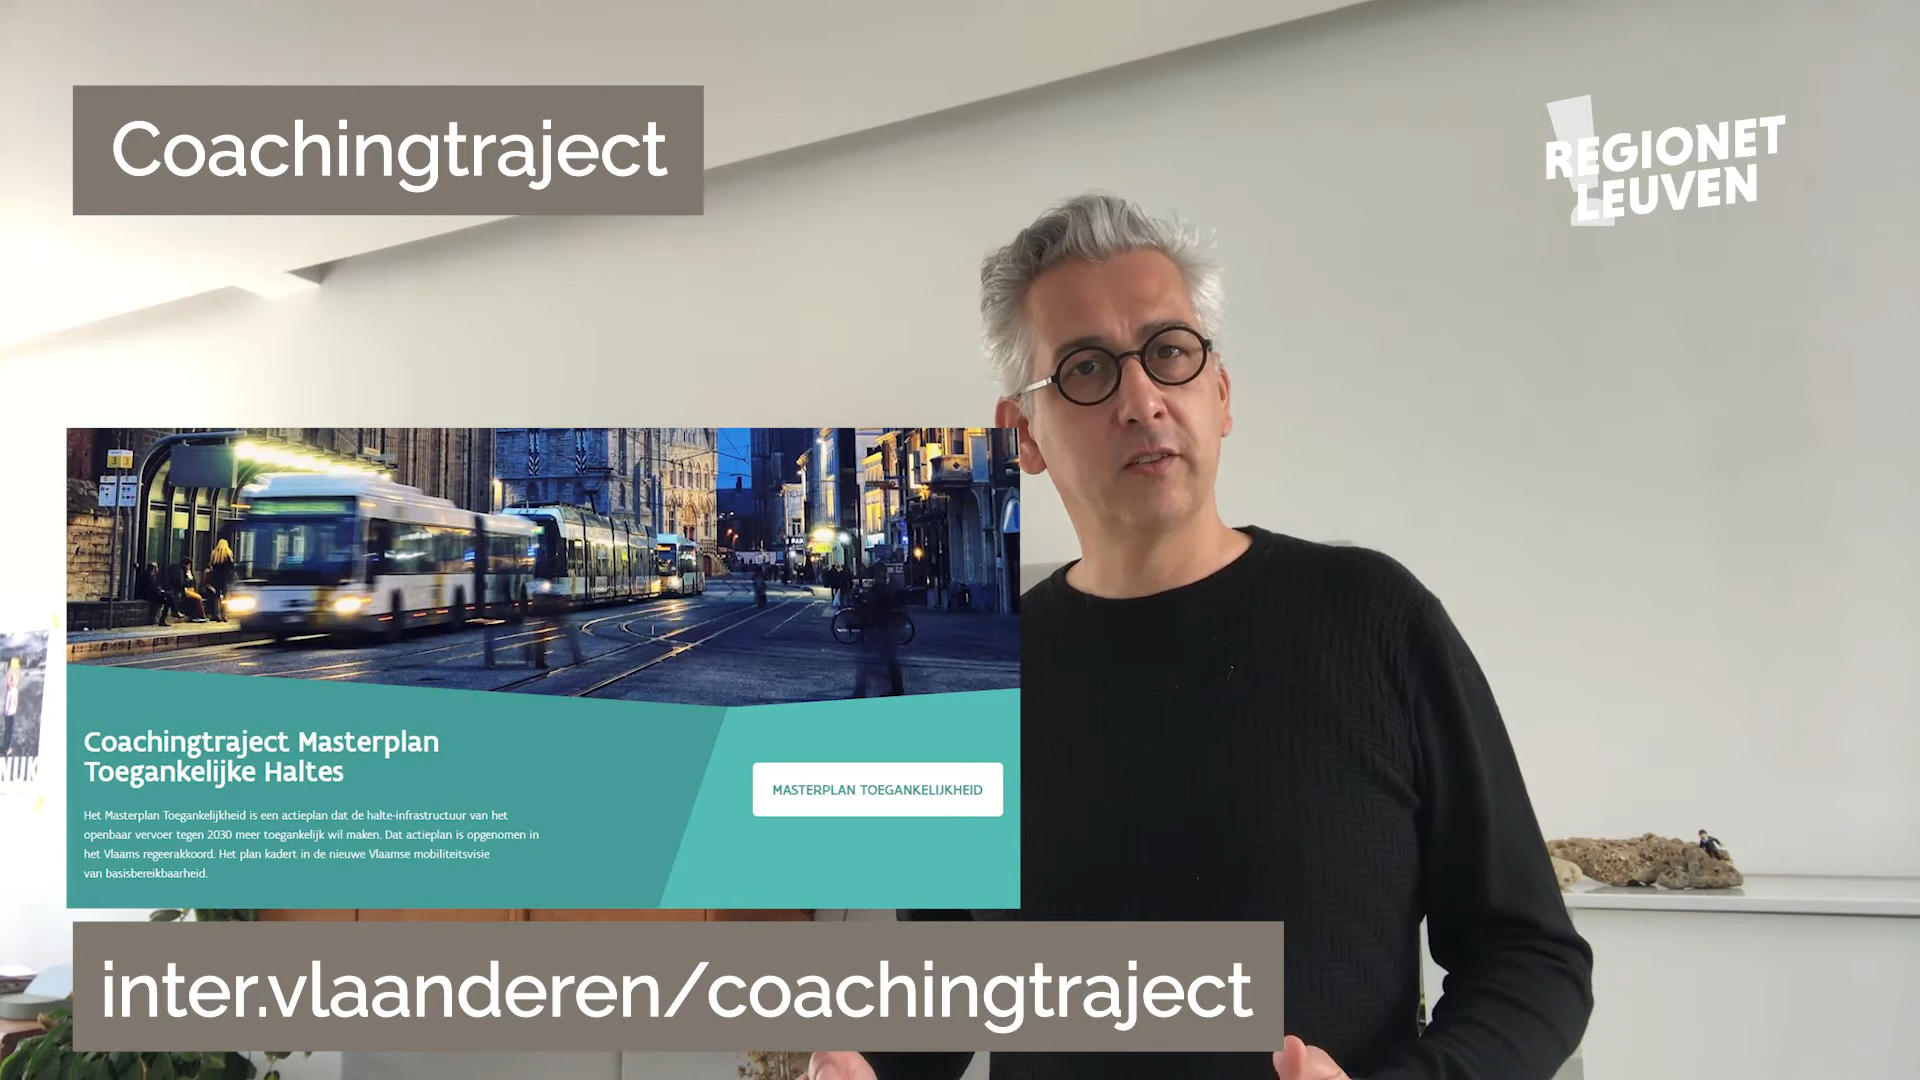 Coachingtraject
REGIONET
LEUVEN
Coachingtraject Masterplan
Toegankelijke Haltes
Het Masterplan Toegankelijkheid is een actieplan dat de halte-infrastructuur van het
openbaar vervoer tegen 2030 meer toegankelijk wil maken. Dat actieplan is opgenomen in
het Vlaams regeerakkoord. Het plan kadert in de nieuwe Vlaamse mobiliteitsvisie
van basisbereikbaarheid.
MASTERPLAN TOEGANKELIJKHEID
inter.vlaanderen/coachingtraject